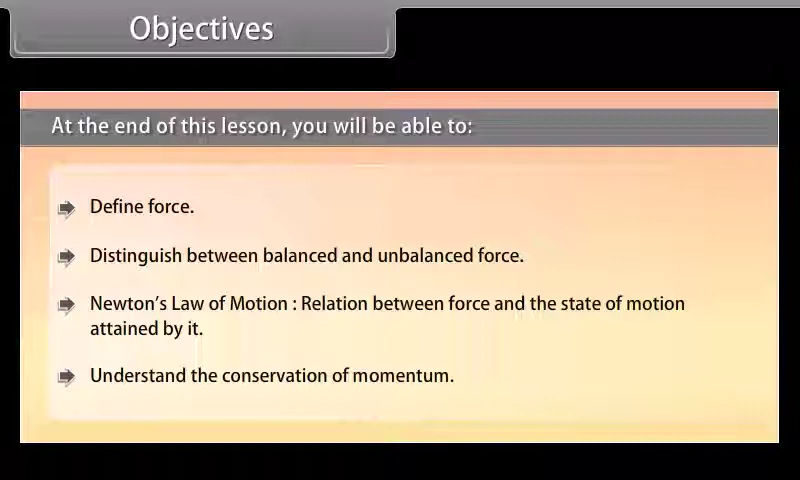 Objectives
At the end of this lesson, you will be able to:
Define force.
Distinguish between balanced and unbalanced force.
Newton's Law of Motion : Relation between force and the state of motion
attained by it.
Understand the conservation of momentum.